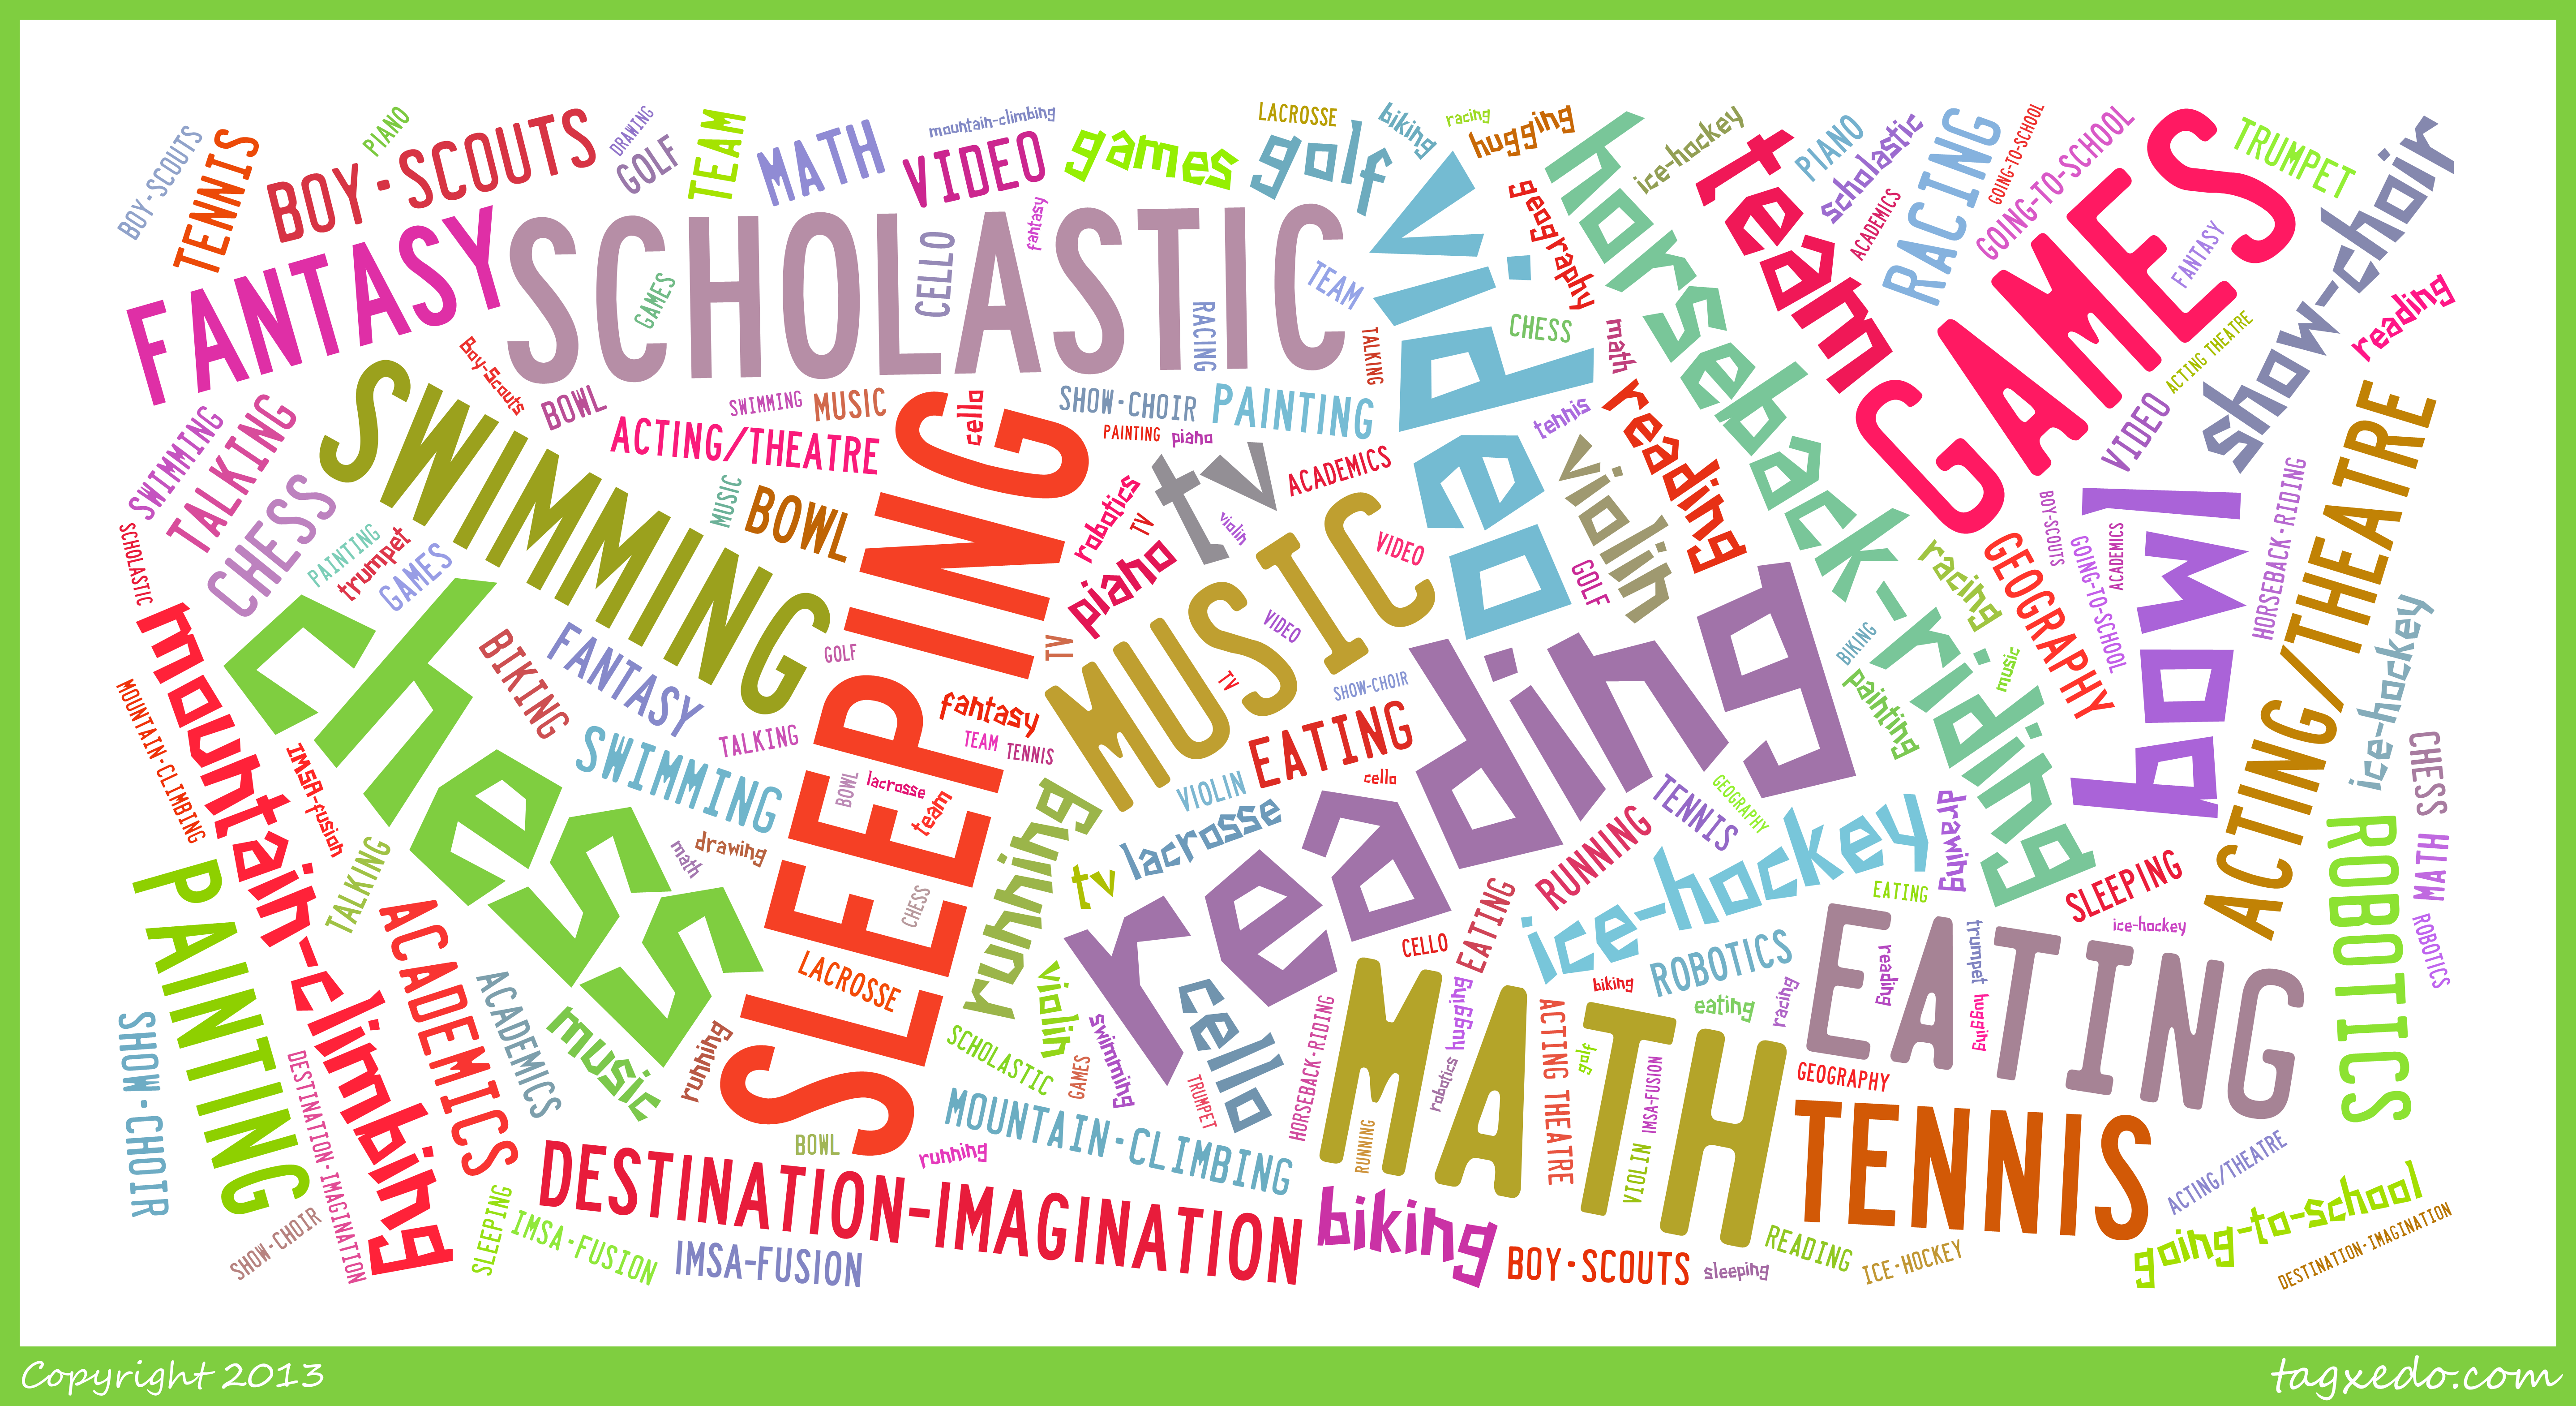 BOY-SCOUTS
TENNIS
PIANO
BOY-SCOUTS
DRAWING
GOLF
TEAM
MATH
mountain-climbing
VIDEO
games
LACROSSE
golf
biking
racing
hugging
ice-hockey
horseback-riding
team
PIANO
scholastic
ACADEMICS
RACING
GOING-TO-SCHOOL
GOING-TO-SCHOOL
GAMES
TRUMPET
show-choir
FANTASY
reading
ACTING THEATRE
FANTASY
SCHOLASTIC
GAMES
CELLO
fantasy
RACING
TEAM
TALKING
video
geography
CHESS
math
tennis
reading
violin
GOLF
Boy-Scouts
BOWL
SWIMMING
MUSIC
cello
SHOW-CHOIR
PAINTING
PAINTING
piano
ACTING/THEATRE
SWIMMING
SWIMMING
TALKING
CHESS
PAINTING
trumpet
GAMES
SCHOLASTIC
MUSIC
BOWL
SLEEPING
robotics
TV
tv
violin
ACADEMICS
piano
MUSIC
VIDEO
VIDEO
TV
TV
SHOW-CHOIR
VIDEO
BOY-SCOUTS
GOING-TO-SCHOOL
ACADEMICS
bowl
HORSEBACK-RIDING
ACTING/THEATRE
GEOGRAPHY
racing
music
BIKING
painting
ice-hockey
CHESS
MATH
ROBOTICS
ROBOTICS
mountain-climbing
MOUNTAIN-CLIMBING
IMSA-fusion
chess
BIKING
FANTASY
GOLF
SWIMMING
TALKING
fantasy
TEAM
TENNIS
BOWL
lacrosse
team
drawing
math
CHESS
TALKING
PAINTING
ACADEMICS
ACADEMICS
music
running
LACROSSE
running
tv
lacrosse
VIOLIN
EATING
cello
reading
TENNIS
GEOGRAPHY
RUNNING
ice-hockey
drawing
EATING
SLEEPING
ice-hockey
trumpet
reading
hugging
EATING
CELLO
EATING
ROBOTICS
biking
eating
racing
hugging
robotics
violin
SCHOLASTIC
GAMES
swimming
TRUMPET
cello
HORSEBACK-RIDING
MATH
RUNNING
ACTING THEATRE
golf
IMSA-FUSION
VIOLIN
GEOGRAPHY
TENNIS
SHOW-CHOIR
DESTINATION-IMAGINATION
SHOW-CHOIR
SLEEPING
IMSA-FUSION
IMSA-FUSION
DESTINATION-IMAGINATION
BOWL
running
MOUNTAIN-CLIMBING
biking
BOY-SCOUTS
sleeping
READING
ICE-HOCKEY
ACTING/THEATRE
going-to-school
DESTINATION-IMAGINATION
Copyright 2013
tagxedo.com